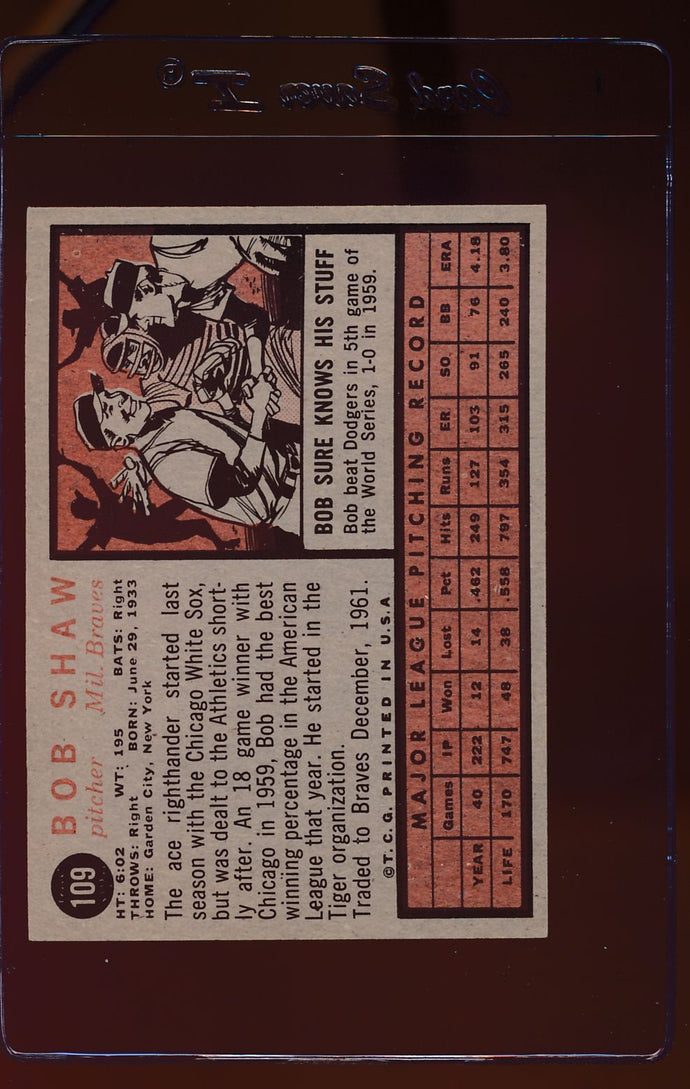 Card Saver I ©
109
BOB SHAW
pitcher Mil. Braves
HT: 6:02 WT: 195 BATS: Right
THROWS: Right BORN: June 29, 1933
HOME: Garden City, New York
The ace righthander started last
season with the Chicago White Sox,
but was dealt to the Athletics short-
ly after. An 18 game winner with
Chicago in 1959, Bob had the best
winning percentage in the American
League that year. He started in the
Tiger organization.
Traded to Braves December, 1961.
© T. C. G. PRINTED IN U.S.A
BOB SURE KNOWS HIS STUFF
Bob beat Dodgers in 5th game of
the World Series, 1-0 in 1959.
MAJOR LEAGUE PITCHING RECORD
Games IP Won Lost Pct Hits Runs ER SO BB ERA
YEAR 40 222 12 14 .462 249 127 103 91 76 4.18
LIFE 170 747 48 38 .558 797 354 315 265 240 3.80